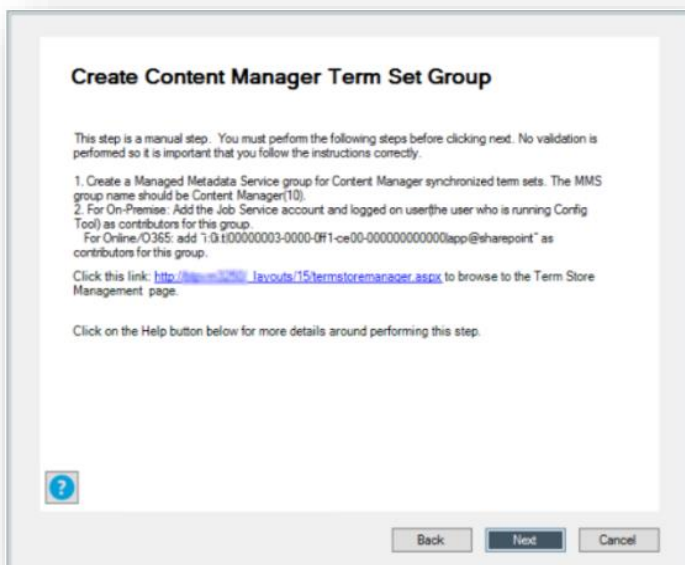 Create Content Manager Term Set Group
This step is a manual step. You must perform the following steps before clicking next. No validation is
performed so it is important that you follow the instructions correctly.
1. Create a Managed Metadata Service group for Content Manager synchronized term sets. The MMS
group name should be Content Manager(10).
2. For On-Premise: Add the Job Service account and logged on user(the user who is running Config
Tool) as contributors for this group.
For Online/O365: add "i:0i.t|00000003-0000-0ff1-ce00-000000000000|app@sharepoint" as
contributors for this group.
Click this link: http:// /_layouts/15/termstoremanager.aspx to browse to the Term Store
Management page.
Click on the Help button below for more details around performing this step.
?
Back Next Cancel